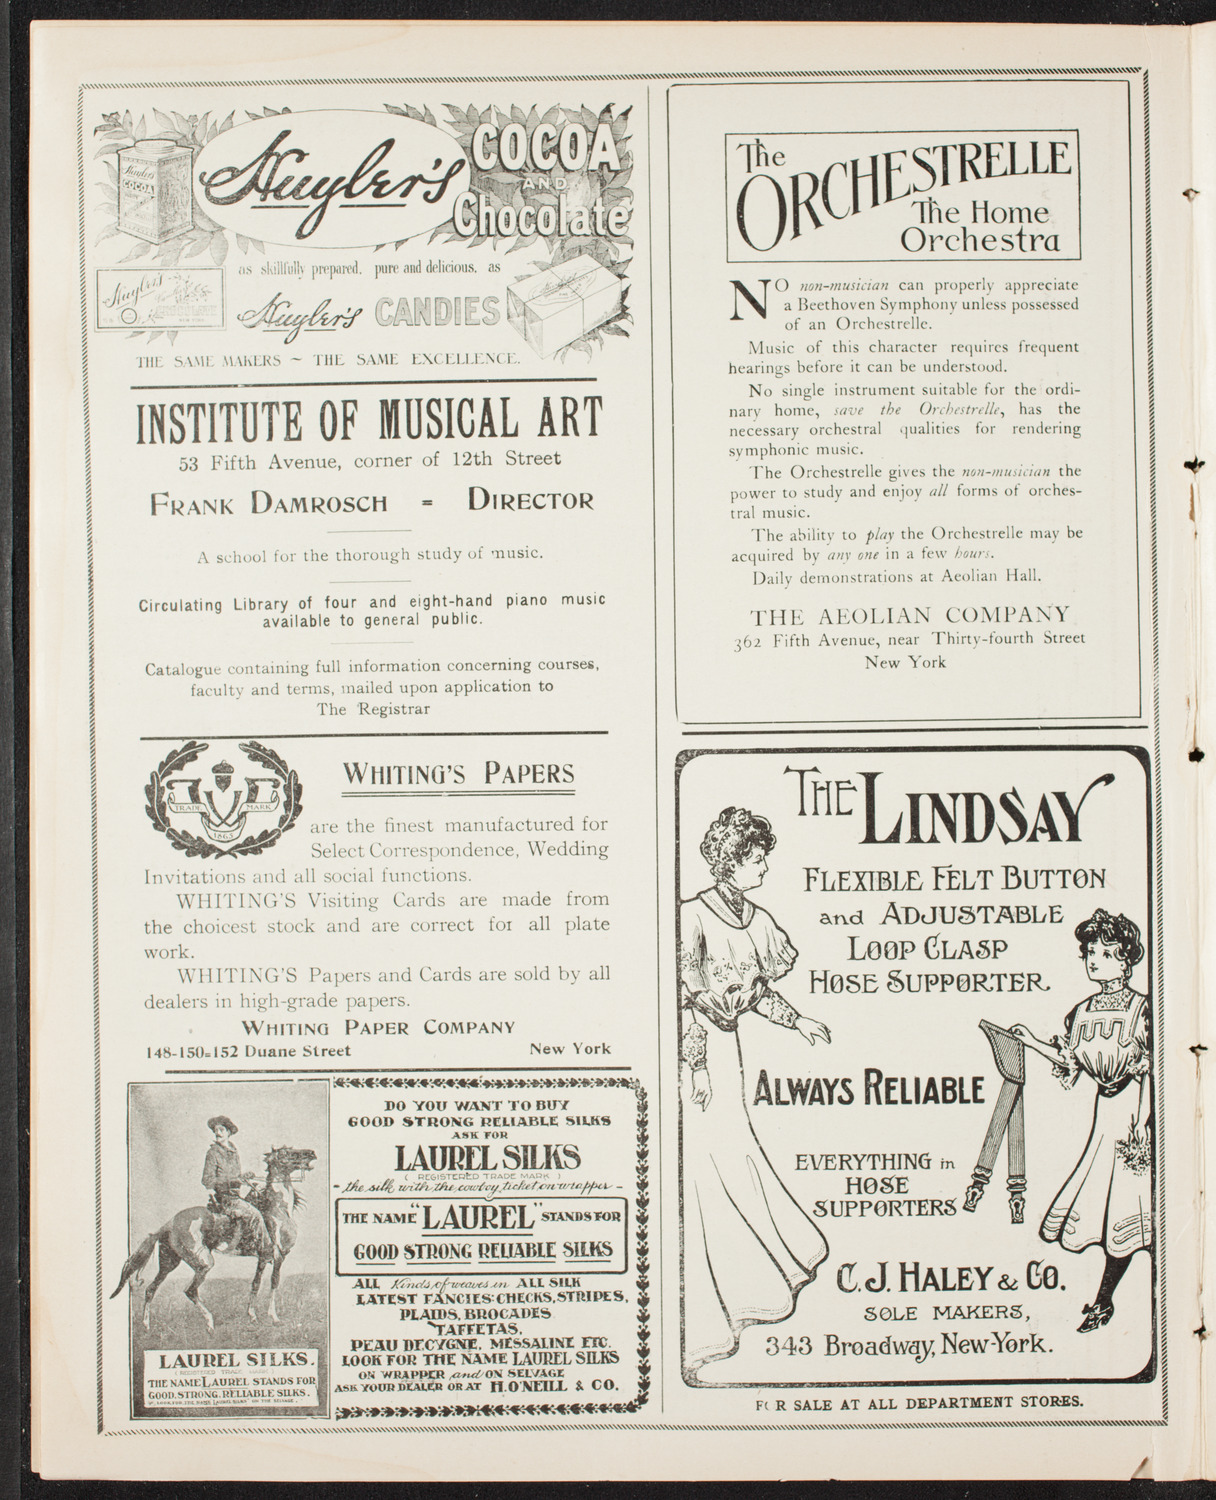 Huyler's
COCOA
AND
Chocolate
Huyler's
COCOA
Huyler's
as skillfully prepared, pure and delicious, as
Huyler's CANDIES
THE SAME MAKERS ~ THE SAME EXCELLENCE.
INSTITUTE OF MUSICAL ART
53 Fifth Avenue, corner of 12th Street
FRANK DAMROSCH = DIRECTOR
A school for the thorough study of music.
Circulating Library of four and eight-hand piano music
available to general public.
Catalogue containing full information concerning courses,
faculty and terms, mailed upon application to
The Registrar
WHITING'S PAPERS
TRADE MARK
1865
are the finest manufactured for
Select Correspondence, Wedding
Invitations and all social functions.
WHITING'S Visiting Cards are made from
the choicest stock and are correct for all plate
work.
WHITING'S Papers and Cards are sold by all
dealers in high-grade papers.
WHITING PAPER COMPANY
148-150=152 Duane Street New York
LAUREL SILKS.
(REGISTERED TRADE MARK)
THE NAME LAUREL STANDS FOR
GOOD, STRONG, RELIABLE SILKS.
DO YOU WANT TO BUY
GOOD STRONG RELIABLE SILKS
ASK FOR
LAUREL SILKS
( REGISTERED TRADE MARK )
- the silk with the cowboy ticket on wrapper -
THE NAME "LAUREL" STANDS FOR
GOOD STRONG RELIABLE SILKS
ALL Kinds of weaves in ALL SILK
LATEST FANCIES: CHECKS, STRIPES,
PLAIDS, BROCADES
TAFFETAS,
PEAU DE CYGNE, MESSALINE ETC.
LOOK FOR THE NAME LAUREL SILKS
ON WRAPPER and ON SELVAGE
ASK YOUR DEALER OR AT H. O'NEILL & CO.
The
ORCHESTRELLE
The Home
Orchestra
NO non-musician can properly appreciate
a Beethoven Symphony unless possessed
of an Orchestrelle.
Music of this character requires frequent
hearings before it can be understood.
No single instrument suitable for the ordi-
nary home, save the Orchestrelle, has the
necessary orchestral qualities for rendering
symphonic music.
The Orchestrelle gives the non-musician the
power to study and enjoy all forms of orches-
tral music.
The ability to play the Orchestrelle may be
acquired by any one in a few hours.
Daily demonstrations at Aeolian Hall.
THE AEOLIAN COMPANY
362 Fifth Avenue, near Thirty-fourth Street
New York
THE LINDSAY
FLEXIBLE FELT BUTTON
and ADJUSTABLE
LOOP CLASP
HOSE SUPPORTER.
ALWAYS RELIABLE
EVERYTHING in
HOSE
SUPPORTERS
C. J. HALEY & CO.
SOLE MAKERS,
343 Broadway, New-York.
FOR SALE AT ALL DEPARTMENT STORES.